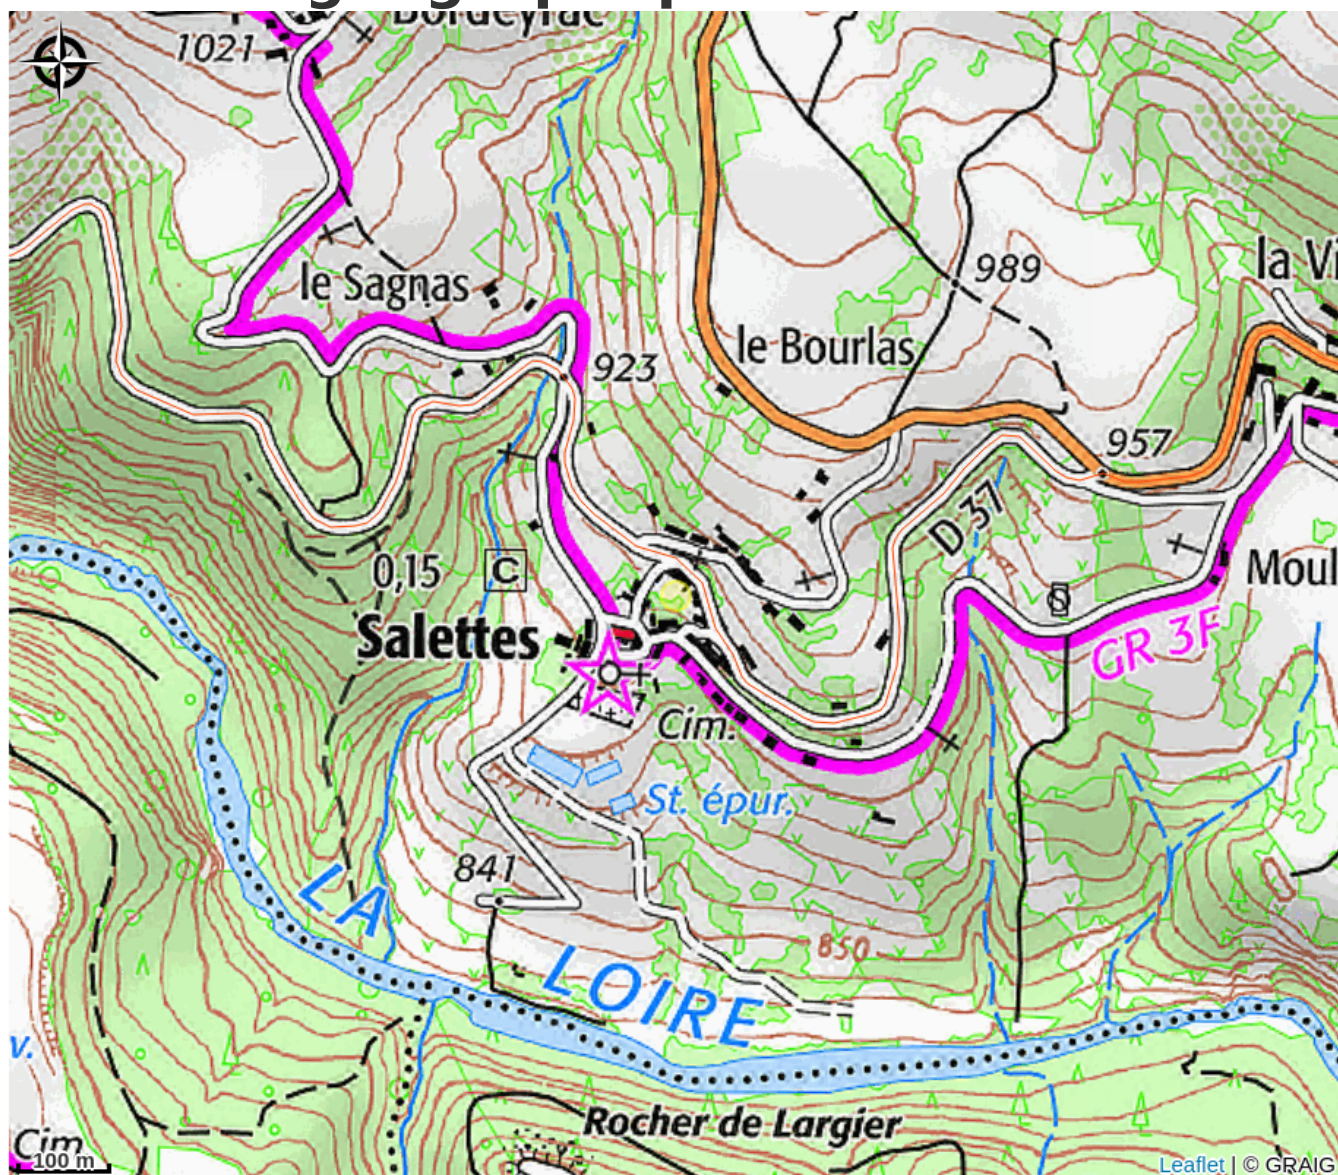 Bordeyrac
1021
le Sagnas
989
la Vi
le Bourlas
923
957
D 37
0,15
C
Moul
S
Salettes
GR 3F
Cim.
St. épur.
841
LA
850
LOIRE
v.
Rocher de Largier
Cim
100 m
Leaflet | © GRAIG